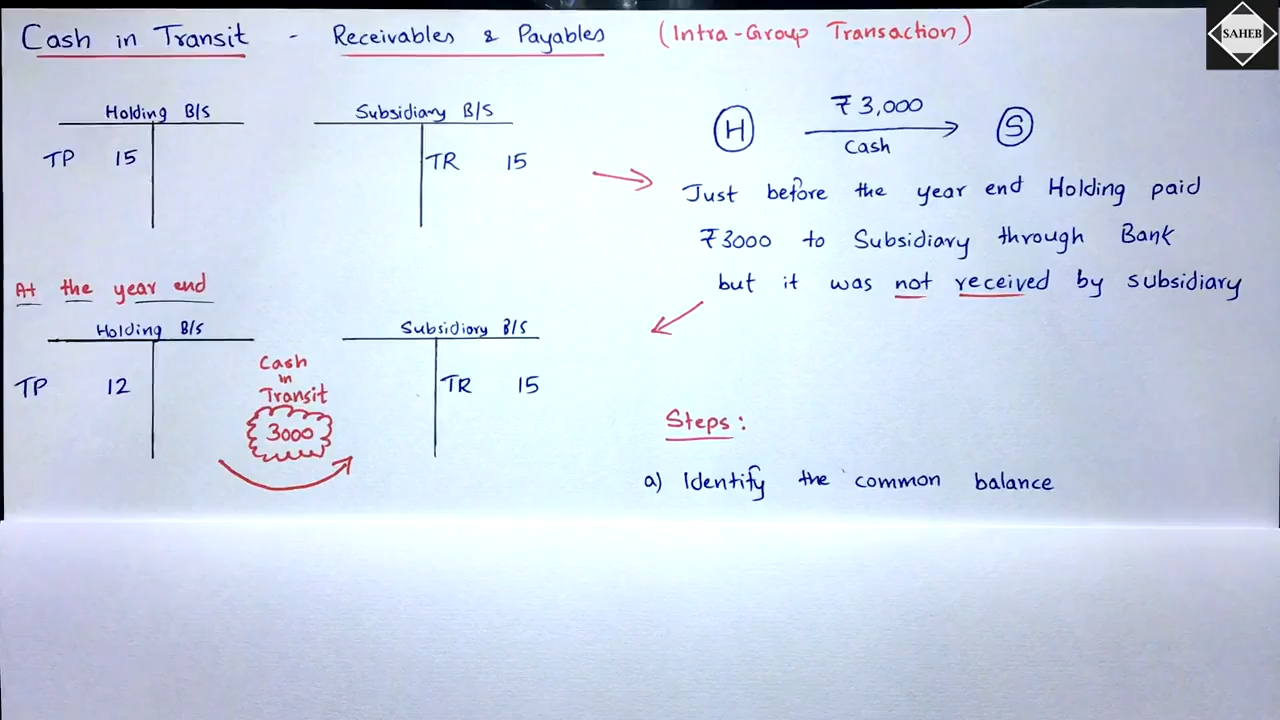 Cash in Transit - Receivables & Payables (Intra-Group Transaction)
SAHEB
Holding B/S
TP 15
Subsidiary B/S
TR 15
H ₹3,000 Cash S
Just before the year end Holding paid
₹3000 to Subsidiary through Bank
but it was not received by subsidiary
At the year end
Holding B/S
TP 12
Cash
in
Transit
3000
Subsidiary B/S
TR 15
Steps:
a) Identify the common balance